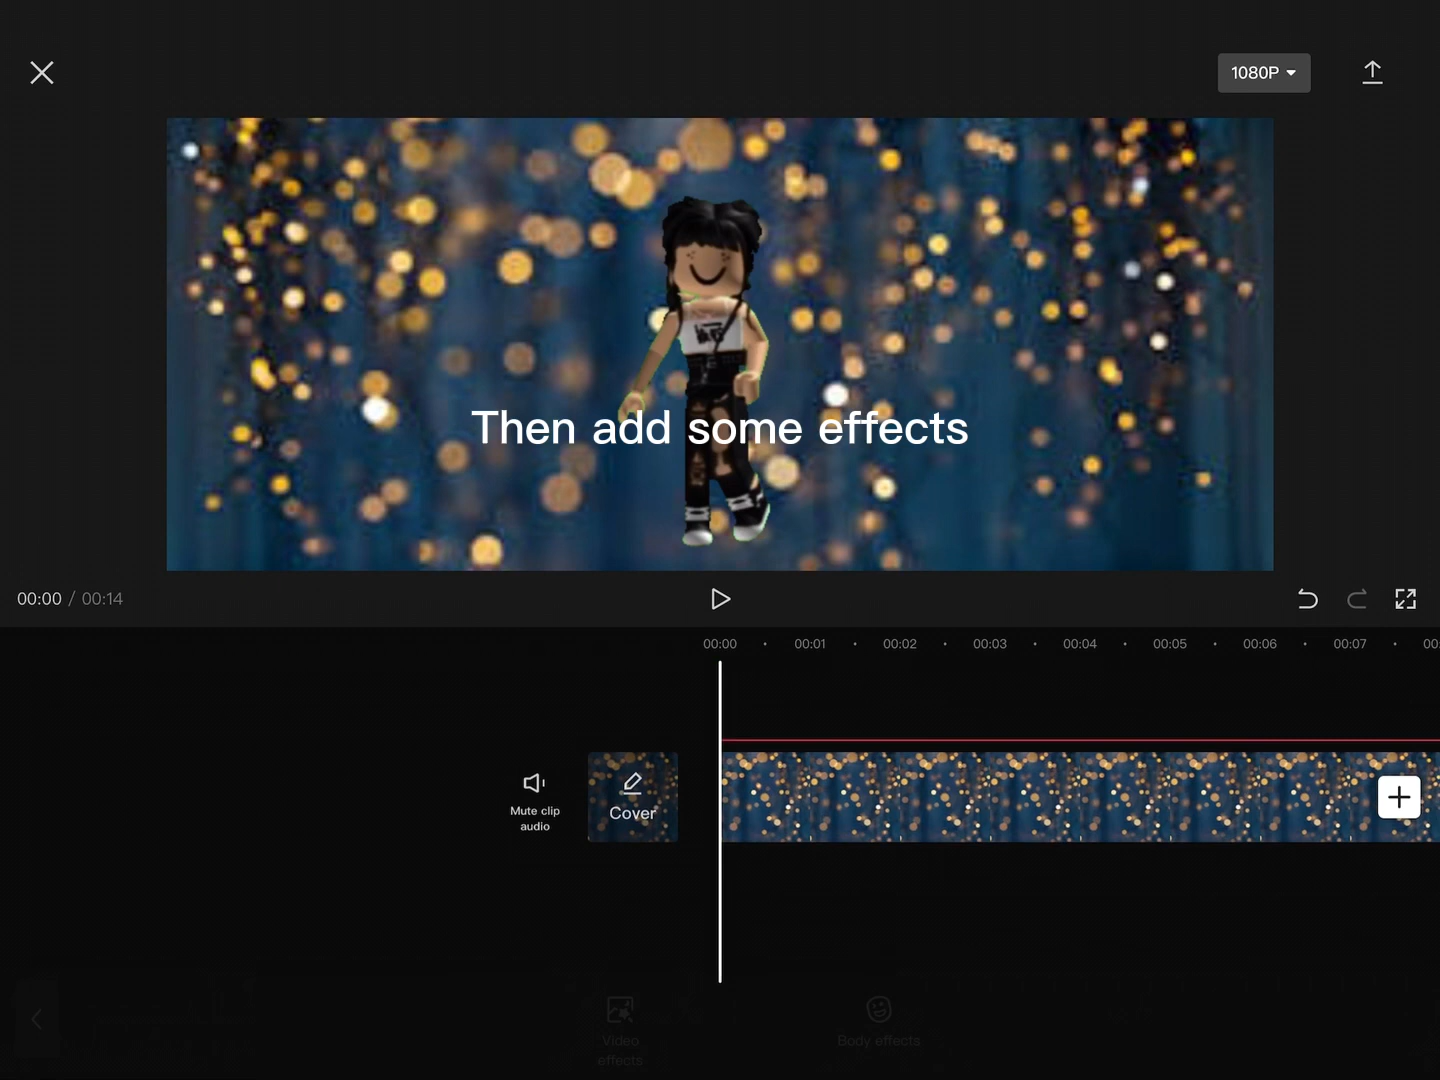 1080P
Then add some effects
00:00 / 00:14
00:00 00:01 00:02 00:03 00:04 00:05 00:06 00:07 00:
Mute clip
audio
Cover
Video
effects
Body effects